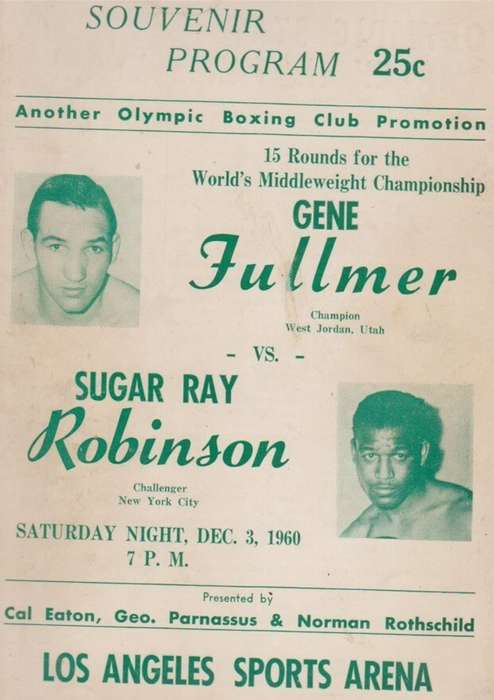 SOUVENIR
PROGRAM 25c
Another Olympic Boxing Club Promotion
15 Rounds for the
World's Middleweight Championship
GENE
Fullmer
Champion
West Jordan, Utah
- VS. -
SUGAR RAY
Robinson
Challenger
New York City
SATURDAY NIGHT, DEC. 3, 1960
7 P. M.
Presented by
Cal Eaton, Geo. Parnassus & Norman Rothschild
LOS ANGELES SPORTS ARENA